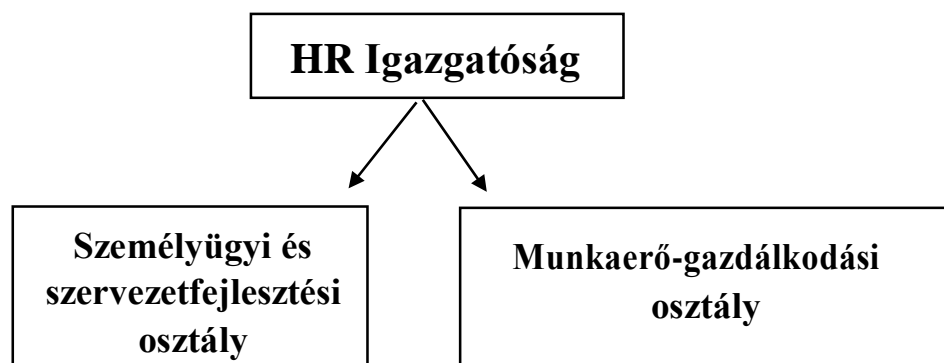 HR Igazgatóság
Személyügyi és
szervezetfejlesztési
osztály
Munkaerő-gazdálkodási
osztály